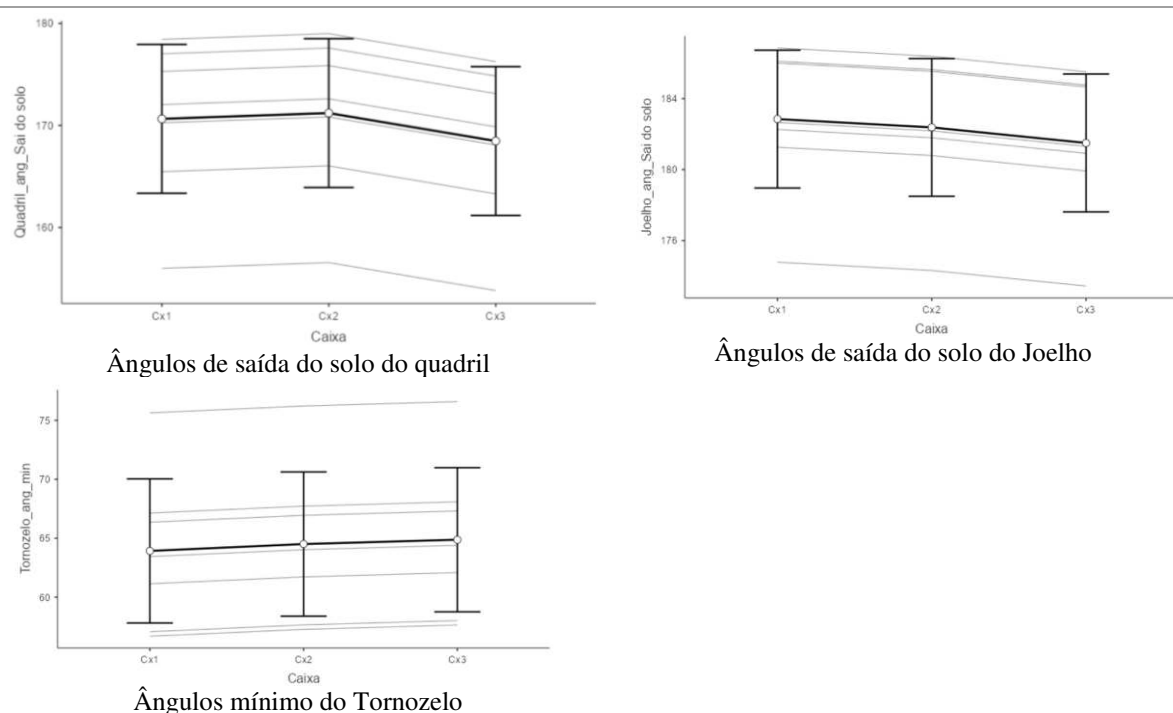 180
170
160
Quadril_ang_Sai do solo
Cx1 Cx2 Cx3
Caixa
Ângulos de saída do solo do quadril
184
180
176
Joelho_ang_Sai do solo
Cx1 Cx2 Cx3
Caixa
Ângulos de saída do solo do Joelho
75
70
65
60
Tornozelo_ang_min
Cx1 Cx2 Cx3
Caixa
Ângulos mínimo do Tornozelo